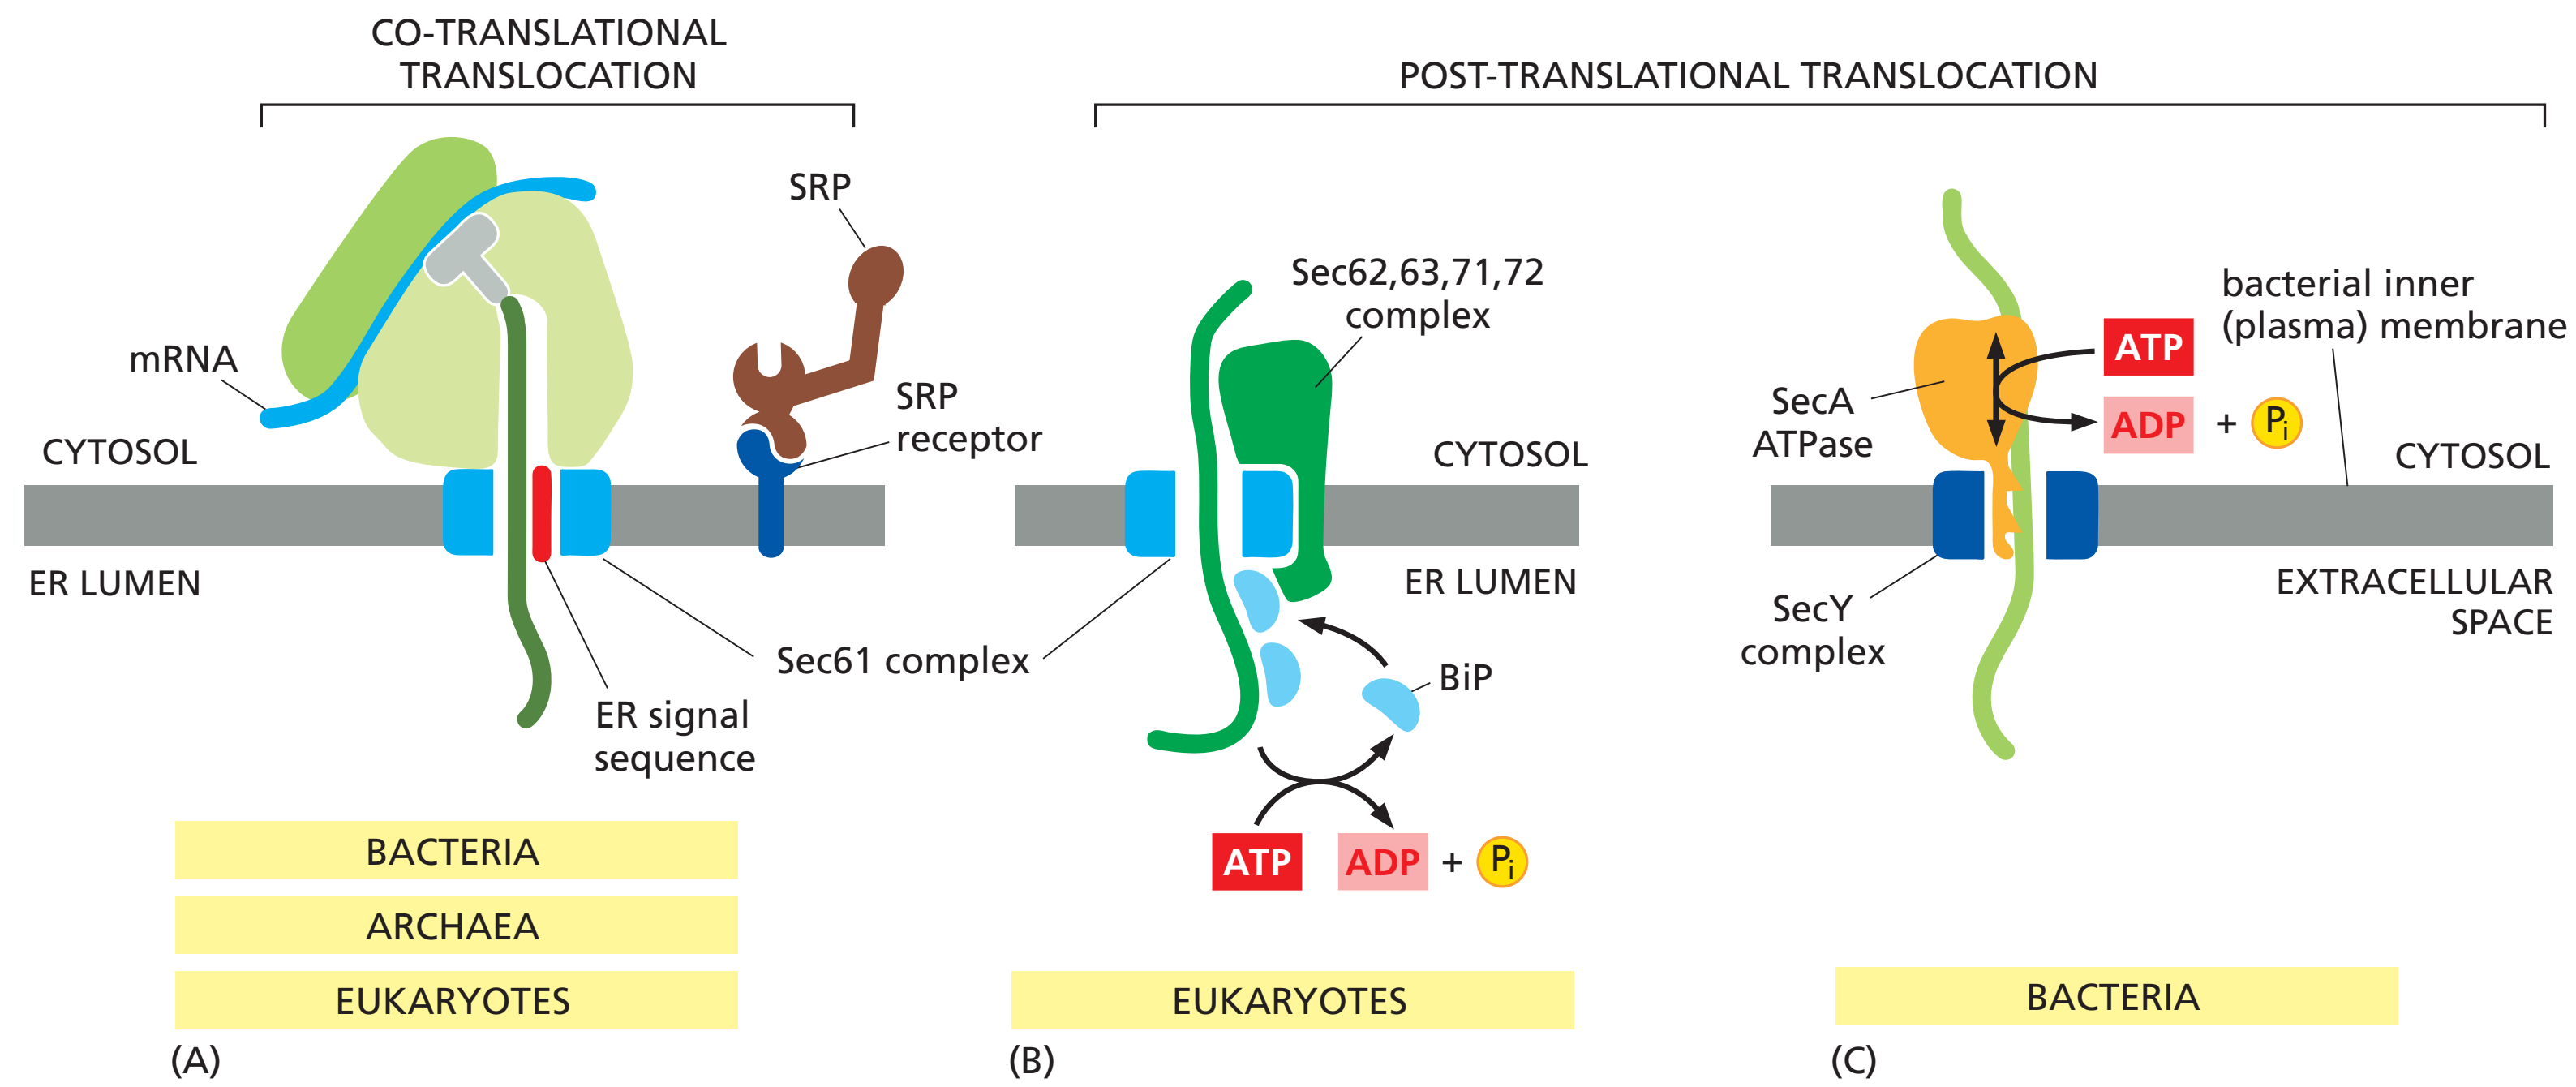 CO-TRANSLATIONAL
TRANSLOCATION
POST-TRANSLATIONAL TRANSLOCATION
mRNA
SRP
SRP
receptor
CYTOSOL
ER LUMEN
ER signal
sequence
Sec61 complex
BACTERIA
ARCHAEA
EUKARYOTES
(A)
Sec62,63,71,72
complex
CYTOSOL
ER LUMEN
BiP
ATP
ADP + Pi
EUKARYOTES
(B)
bacterial inner
(plasma) membrane
ATP
ADP + Pi
SecA
ATPase
CYTOSOL
EXTRACELLULAR
SPACE
SecY
complex
BACTERIA
(C)